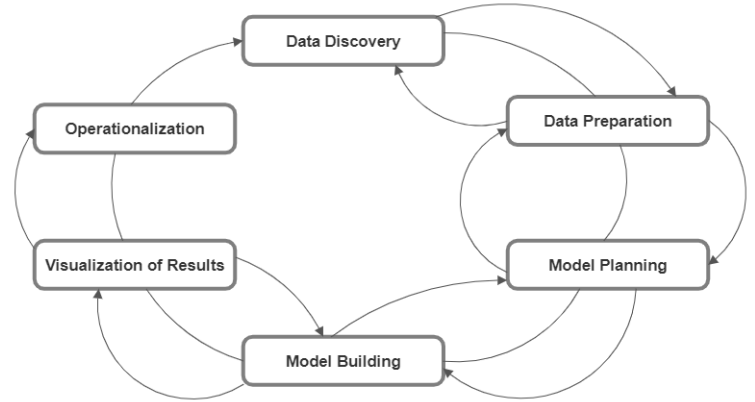 Data Discovery
Operationalization
Data Preparation
Visualization of Results
Model Planning
Model Building